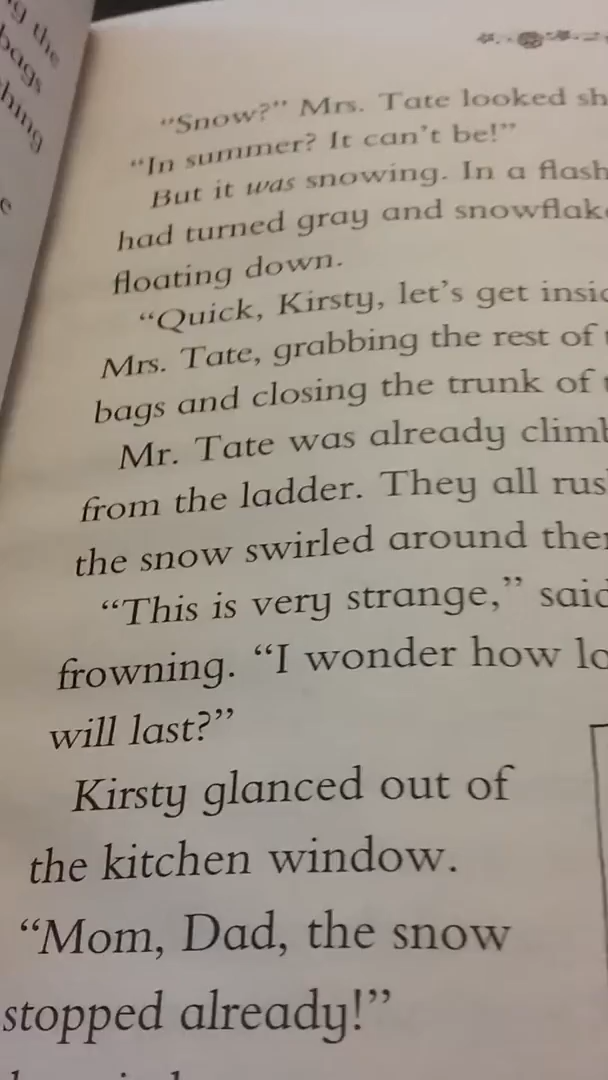 g the
bags
hing
e
“Snow?” Mrs. Tate looked sh
“In summer? It can’t be!”
But it was snowing. In a flash
had turned gray and snowflak
floating down.
“Quick, Kirsty, let’s get insid
Mrs. Tate, grabbing the rest of
bags and closing the trunk of
Mr. Tate was already climb
from the ladder. They all rus
the snow swirled around the
“This is very strange,” said
frowning. “I wonder how lo
will last?”
Kirsty glanced out of
the kitchen window.
“Mom, Dad, the snow
stopped already!”